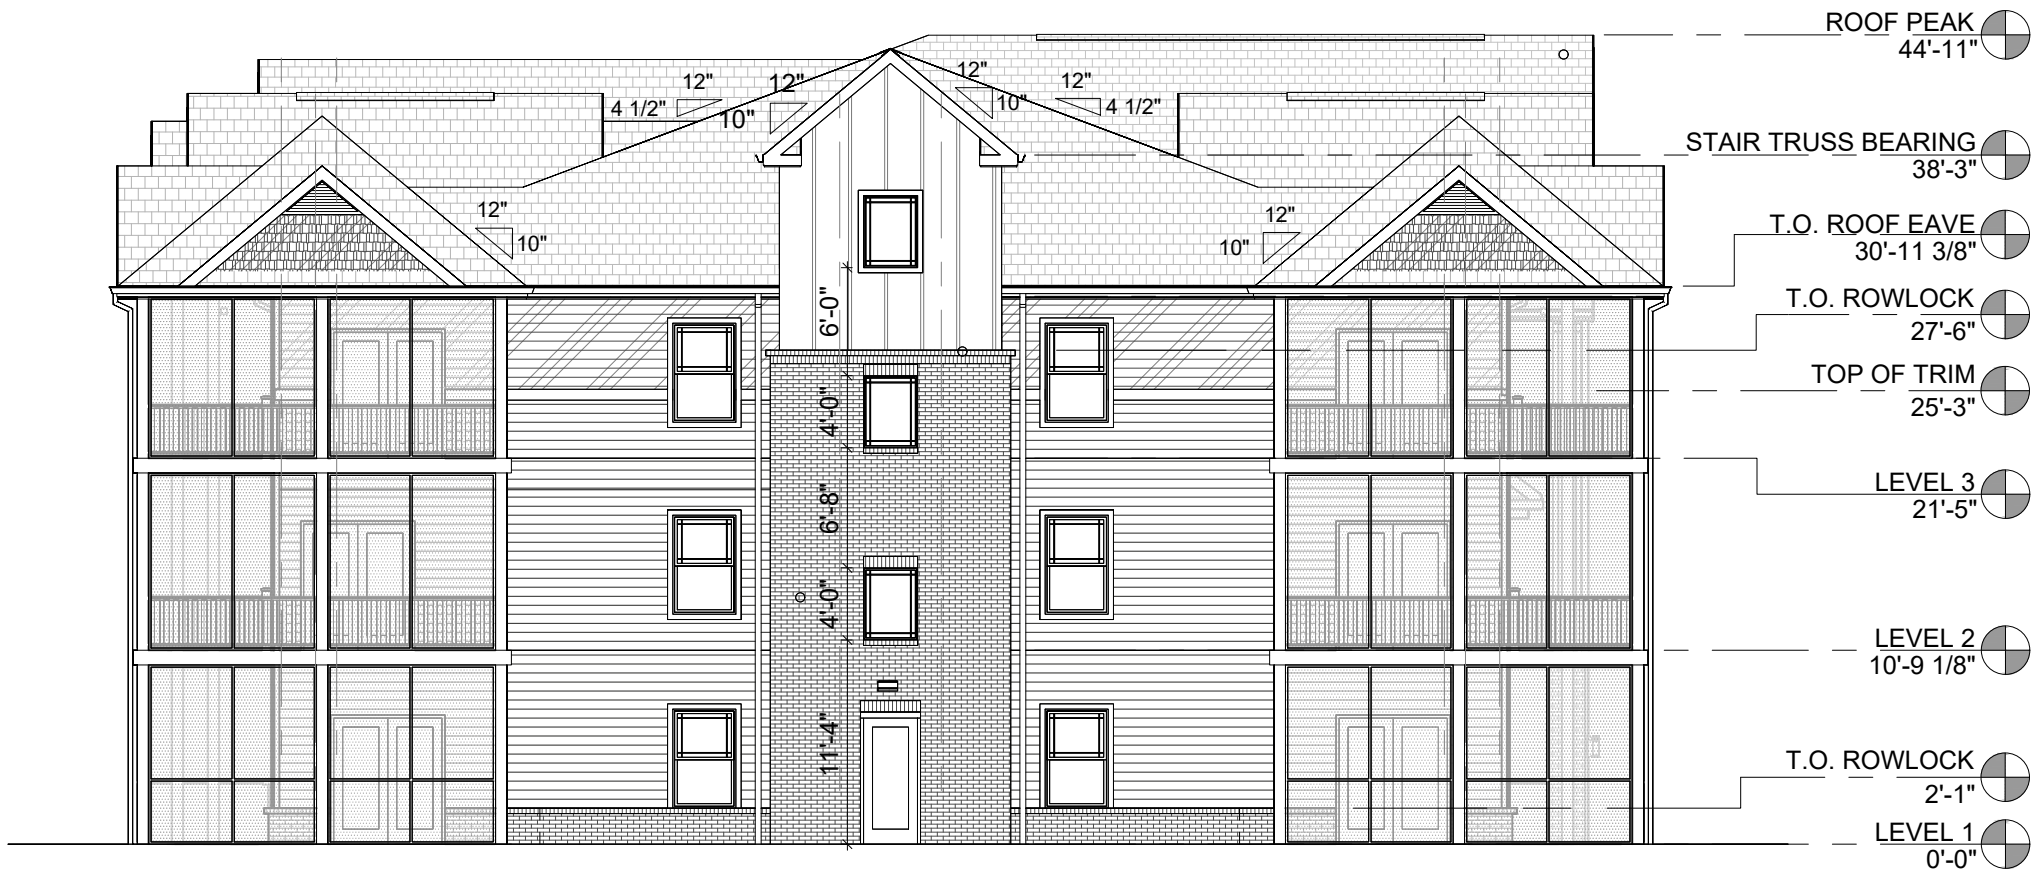 ROOF PEAK
44'-11"
12"
12"
12"
12"
4 1/2"
10"
10"
4 1/2"
STAIR TRUSS BEARING
38'-3"
12"
10"
12"
10"
T.O. ROOF EAVE
30'-11 3/8"
6'-0"
T.O. ROWLOCK
27'-6"
TOP OF TRIM
25'-3"
4'-0"
LEVEL 3
21'-5"
6'-8"
4'-0"
LEVEL 2
10'-9 1/8"
11'-4"
T.O. ROWLOCK
2'-1"
LEVEL 1
0'-0"